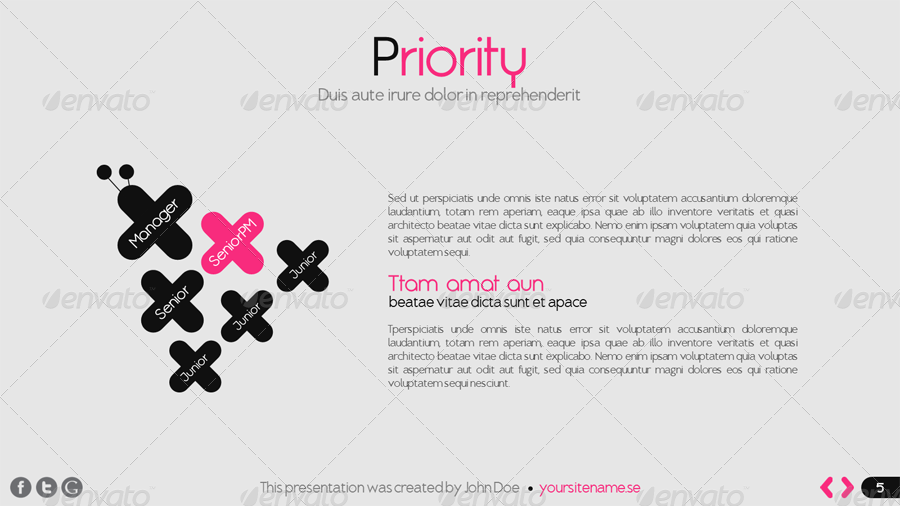 Priority
Duis aute irure dolor in reprehenderit
Manager
SeniorPM
Junior
Senior
Junior
Junior
Sed ut perspiciatis unde omnis iste natus error sit voluptatem accusantium doloremque
laudantium, totam rem aperiam, eaque ipsa quae ab illo inventore veritatis et quasi
architecto beatae vitae dicta sunt explicabo. Nemo enim ipsam voluptatem quia voluptas
sit aspernatur aut odit aut fugit, sed quia consequuntur magni dolores eos qui ratione
voluptatem sequi.
Ttam amat aun
beatae vitae dicta sunt et apace
Tperspiciatis unde omnis iste natus error sit voluptatem accusantium doloremque
laudantium, totam rem aperiam, eaque ipsa quae ab illo inventore veritatis et quasi
architecto beatae vitae dicta sunt explicabo. Nemo enim ipsam voluptatem quia voluptas
sit aspernatur aut odit aut fugit, sed quia consequuntur magni dolores eos qui ratione
voluptatem sequi nesciunt.
This presentation was created by John Doe • yoursitename.se
5
envato